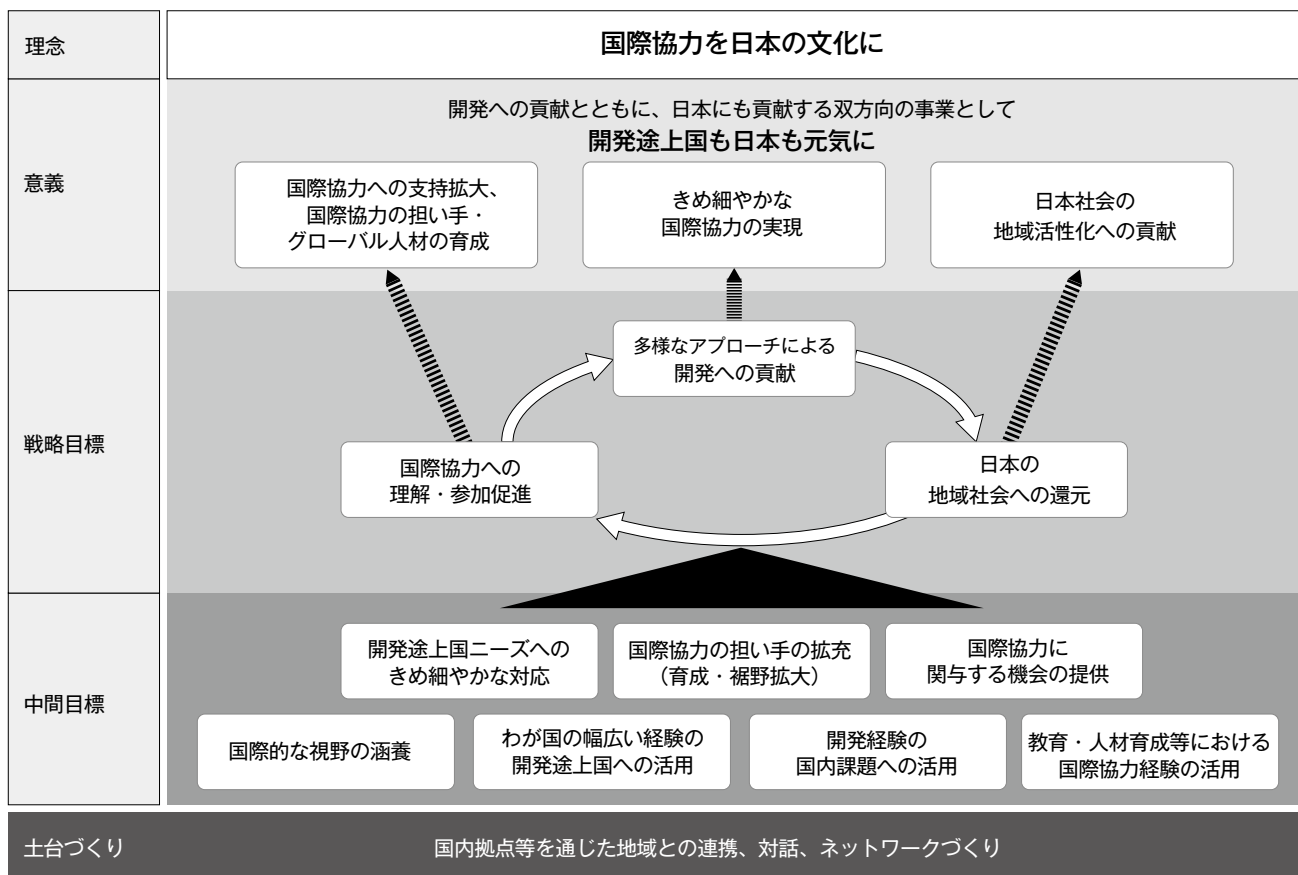 理念
国際協力を日本の文化に
意義
開発への貢献とともに、日本にも貢献する双方向の事業として
開発途上国も日本も元気に
国際協力への支持拡大、
国際協力の担い手・
グローバル人材の育成
きめ細やかな
国際協力の実現
日本社会の
地域活性化への貢献
戦略目標
多様なアプローチによる
開発への貢献
国際協力への
理解・参加促進
日本の
地域社会への還元
中間目標
開発途上国ニーズへの
きめ細やかな対応
国際協力の担い手の拡充
（育成・裾野拡大）
国際協力に
関与する機会の提供
国際的な視野の涵養
わが国の幅広い経験の
開発途上国への活用
開発経験の
国内課題への活用
教育・人材育成等における
国際協力経験の活用
土台づくり
国内拠点等を通じた地域との連携、対話、ネットワークづくり